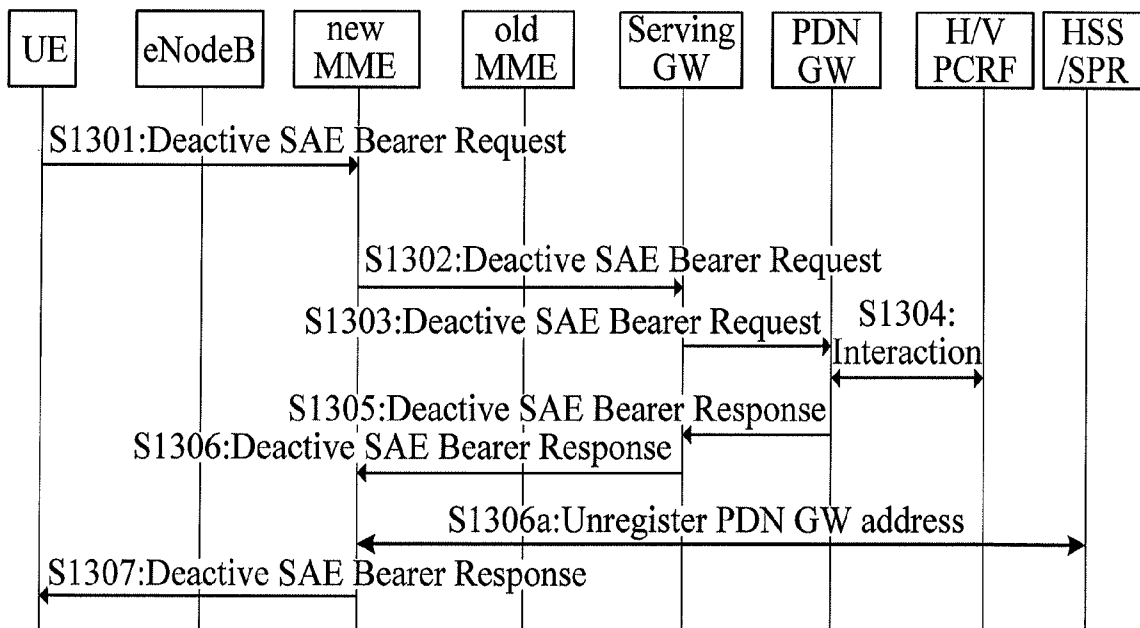 UE
eNodeB
new
MME
old
MME
Serving
GW
PDN
GW
H/V
PCRF
HSS
/SPR
S1301:Deactive SAE Bearer Request
S1302:Deactive SAE Bearer Request
S1303:Deactive SAE Bearer Request
S1304:
Interaction
S1305:Deactive SAE Bearer Response
S1306:Deactive SAE Bearer Response
S1306a:Unregister PDN GW address
S1307:Deactive SAE Bearer Response